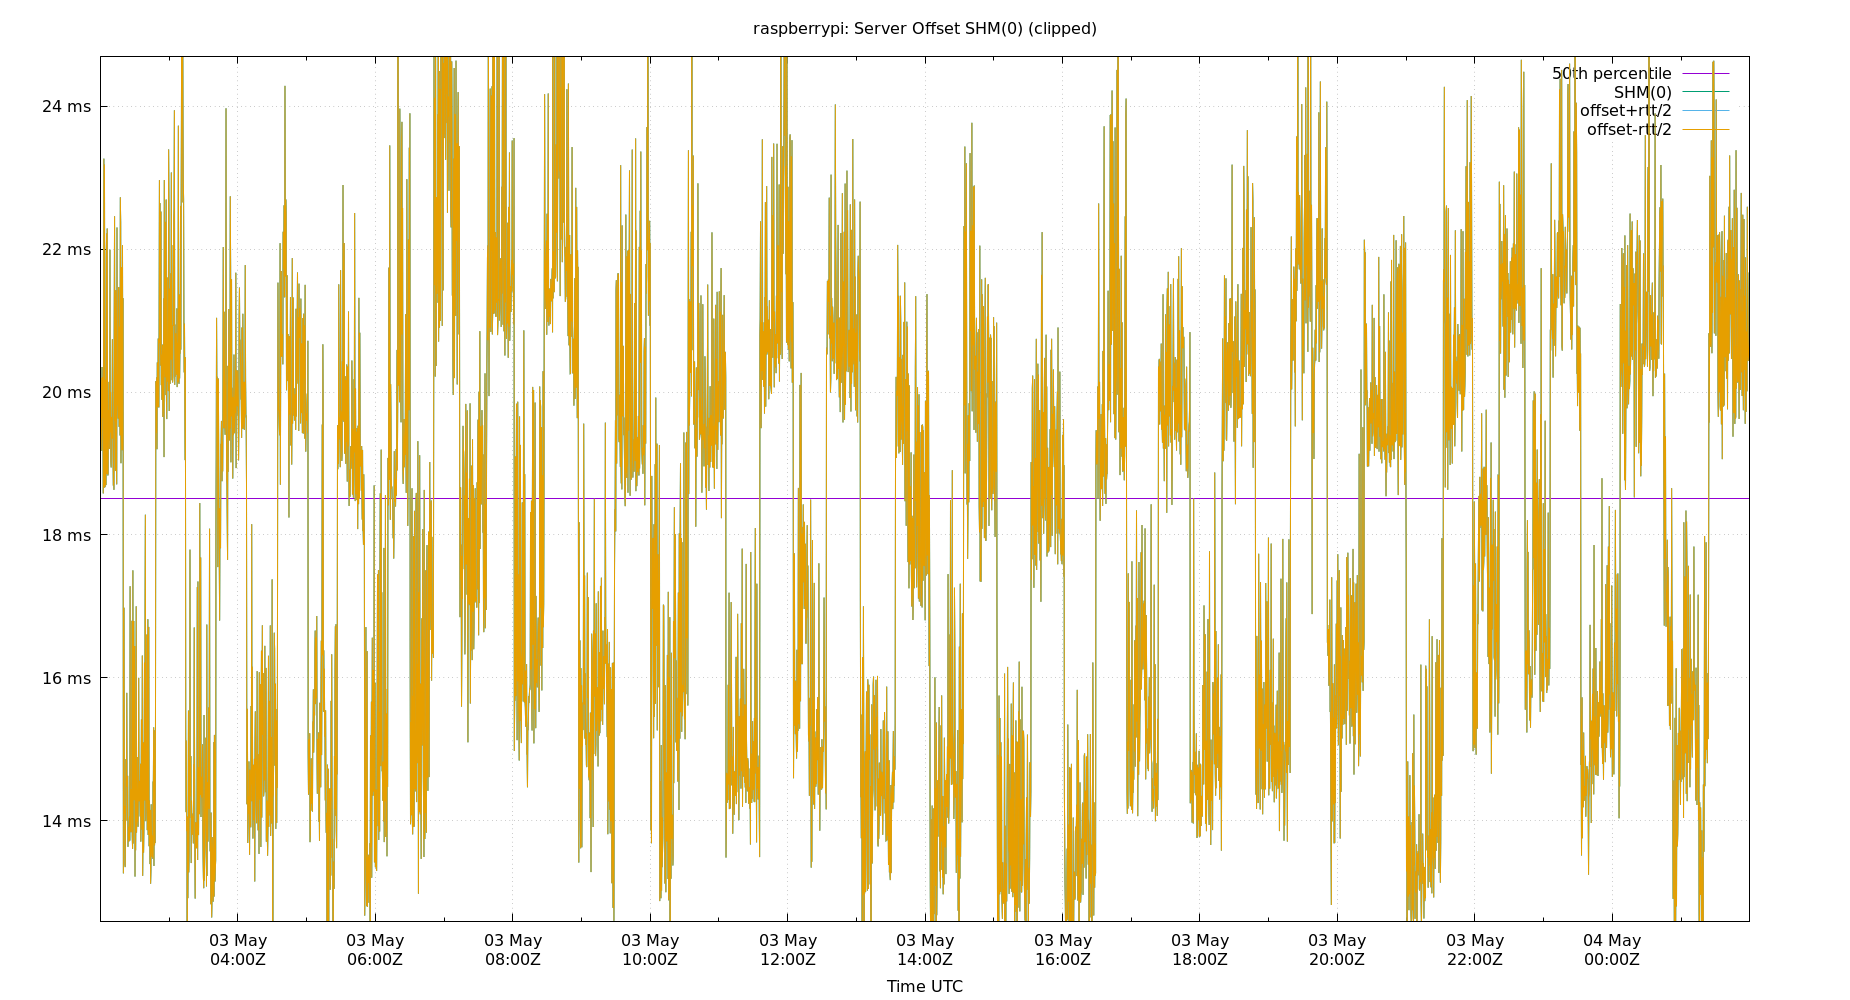 raspberrypi: Server Offset SHM(0) (clipped)
50th percentile
SHM(0)
offset+rtt/2
offset-rtt/2
24 ms
22 ms
20 ms
18 ms
16 ms
14 ms
03 May 03 May 03 May 03 May 03 May 03 May 03 May 03 May 03 May 03 May 04 May
04:00Z 06:00Z 08:00Z 10:00Z 12:00Z 14:00Z 16:00Z 18:00Z 20:00Z 22:00Z 00:00Z
Time UTC